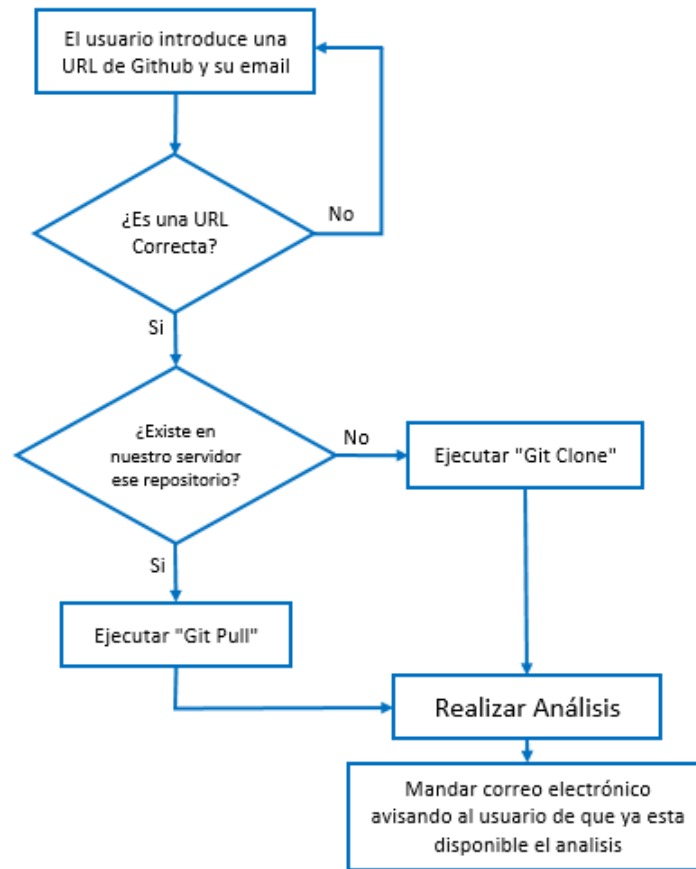 El usuario introduce una
URL de Github y su email
¿Es una URL
Correcta?
No
Si
¿Existe en
nuestro servidor
ese repositorio?
No
Ejecutar "Git Clone"
Si
Ejecutar "Git Pull"
Realizar Análisis
Mandar correo electrónico
avisando al usuario de que ya esta
disponible el analisis